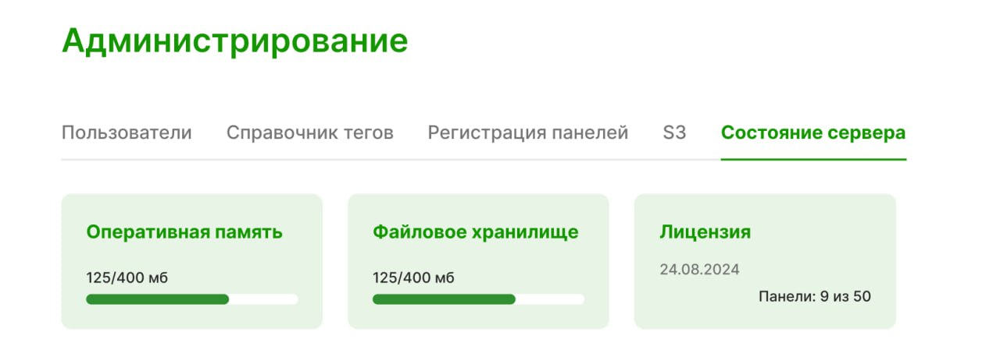 Администрирование
Пользователи Справочник тегов Регистрация панелей S3 Состояние сервера
Оперативная память
125/400 мб
Файловое хранилище
125/400 мб
Лицензия
24.08.2024
Панели: 9 из 50